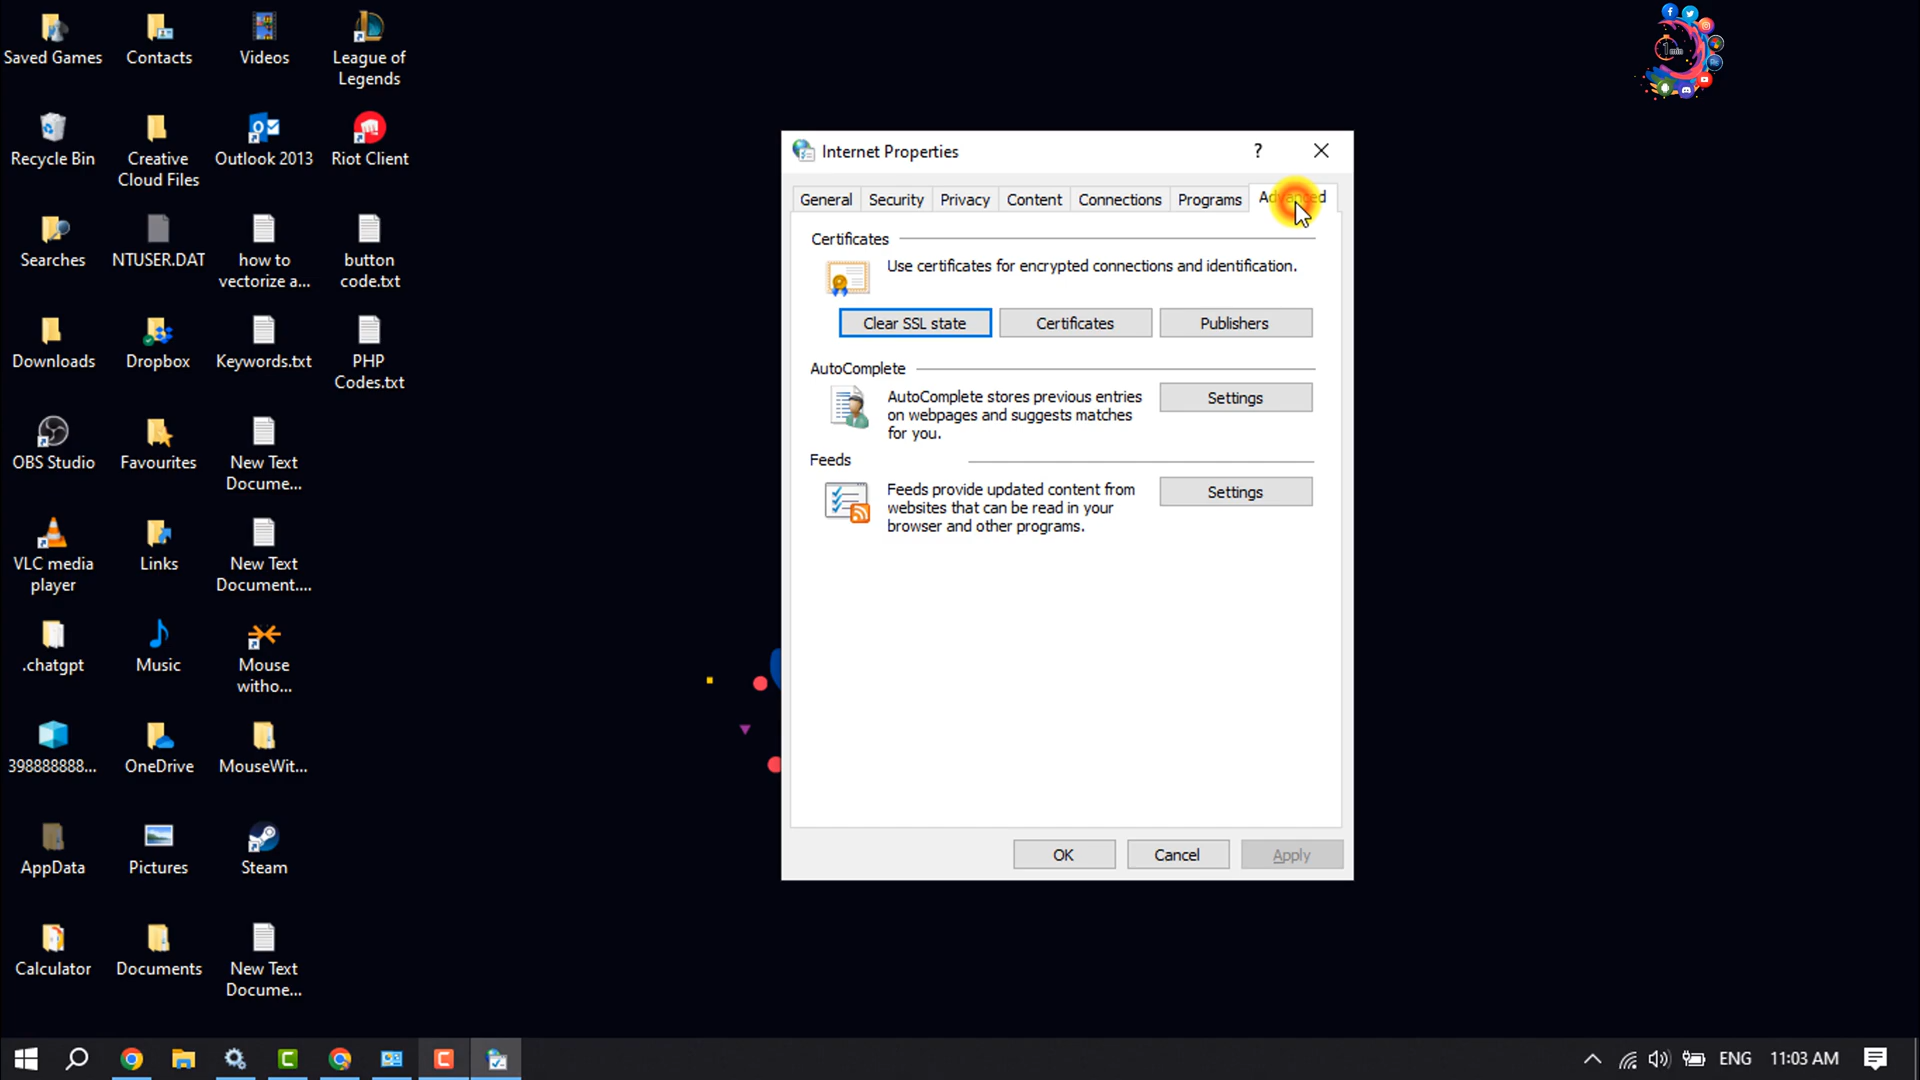 Saved Games
Contacts
Videos
League of
Legends
Recycle Bin
Creative
Cloud Files
Outlook 2013
Riot Client
Searches
NTUSER.DAT
how to
vectorize a...
button
code.txt
Downloads
Dropbox
Keywords.txt
PHP
Codes.txt
OBS Studio
Favourites
New Text
Docume...
VLC media
player
Links
New Text
Document....
.chatgpt
Music
Mouse
witho...
398888888...
OneDrive
MouseWit...
AppData
Pictures
Steam
Calculator
Documents
New Text
Docume...
1 min
Internet Properties
?
General
Security
Privacy
Content
Connections
Programs
Advanced
Certificates
Use certificates for encrypted connections and identification.
Clear SSL state
Certificates
Publishers
AutoComplete
AutoComplete stores previous entries
on webpages and suggests matches
for you.
Settings
Feeds
Feeds provide updated content from
websites that can be read in your
browser and other programs.
Settings
OK
Cancel
Apply
ENG
11:03 AM